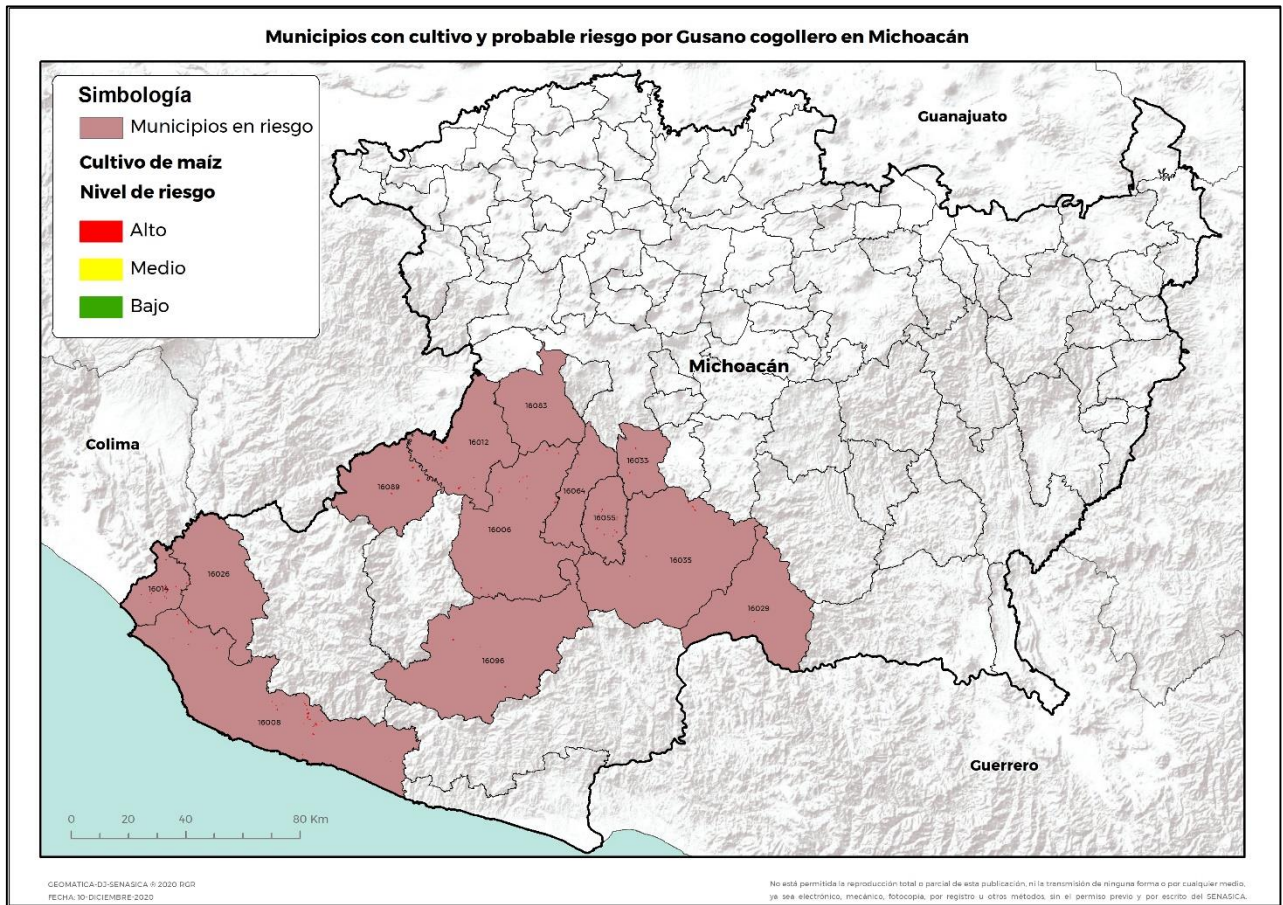 Municipios con cultivo y probable riesgo por Gusano cogollero en Michoacán
Simbología
Municipios en riesgo
Cultivo de maíz
Nivel de riesgo
Alto
Medio
Bajo
Guanajuato
Michoacán
Colima
Guerrero
16083
16012
16033
16089
16064
16055
16006
16035
16026
16014
16029
16096
16008
0 20 40 80 Km
GEOMATICA-DJ-SENASICA ® 2020 RGR
FECHA: 10-DICIEMBRE-2020
No está permitida la reproducción total o parcial de esta publicación, ni la transmisión de ninguna forma o por cualquier medio,
ya sea electrónico, mecánico, fotocopia, por registro u otros métodos, sin el permiso previo y por escrito del SENASICA.